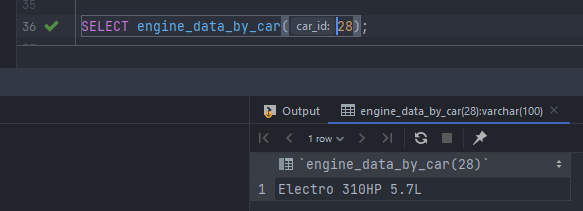 35
36 SELECT engine_data_by_car( car_id: 28);
Output engine_data_by_car(28):varchar(100)
1 row
`engine_data_by_car(28)`
1 Electro 310HP 5.7L